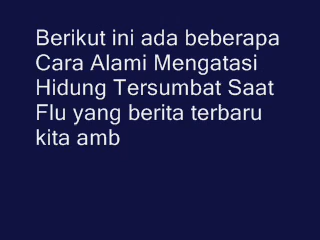 Berikut ini ada beberapa
Cara Alami Mengatasi
Hidung Tersumbat Saat
Flu yang berita terbaru
kita amb